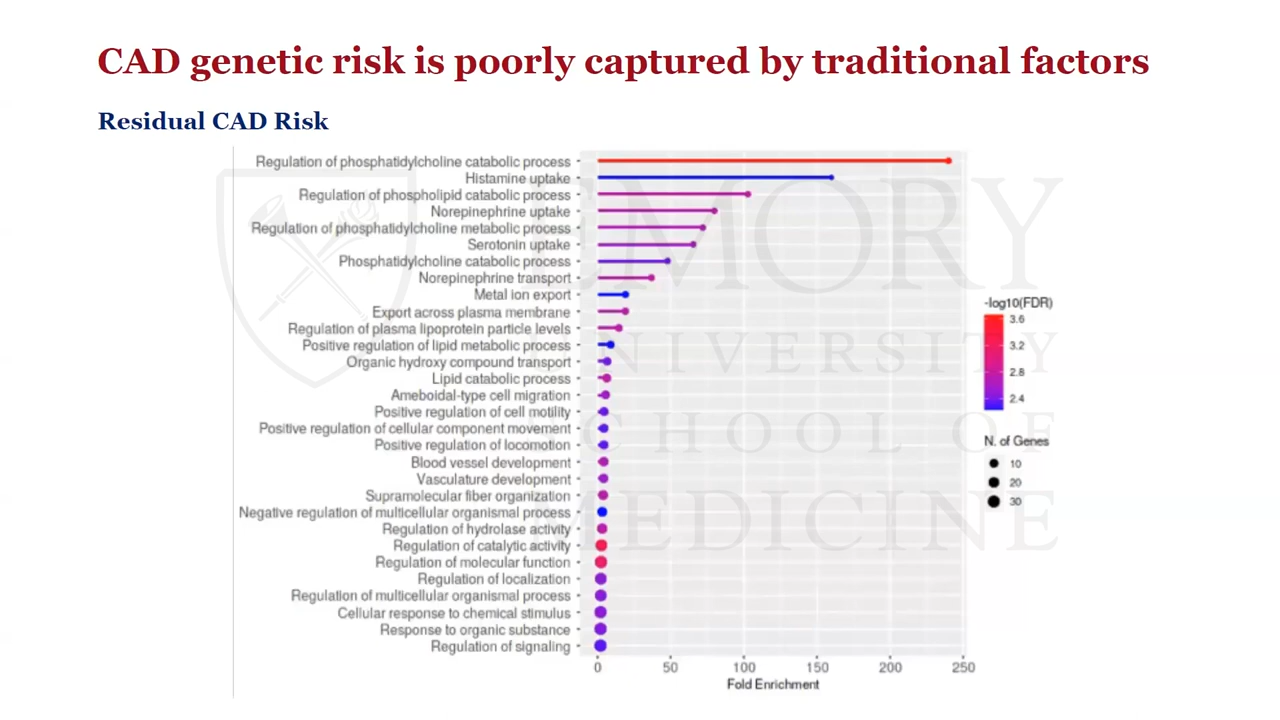 CAD genetic risk is poorly captured by traditional factors
Residual CAD Risk
Regulation of phosphatidylcholine catabolic process
Histamine uptake
Regulation of phospholipid catabolic process
Norepinephrine uptake
Regulation of phosphatidylcholine metabolic process
Serotonin uptake
Phosphatidylcholine catabolic process
Norepinephrine transport
Metal ion export
Export across plasma membrane
Regulation of plasma lipoprotein particle levels
Positive regulation of lipid metabolic process
Organic hydroxy compound transport
Lipid catabolic process
Ameboidal-type cell migration
Positive regulation of cell motility
Positive regulation of cellular component movement
Positive regulation of locomotion
Blood vessel development
Vasculature development
Supramolecular fiber organization
Negative regulation of multicellular organismal process
Regulation of hydrolase activity
Regulation of catalytic activity
Regulation of molecular function
Regulation of localization
Regulation of multicellular organismal process
Cellular response to chemical stimulus
Response to organic substance
Regulation of signaling
0 50 100 150 200 250
Fold Enrichment
-log10(FDR)
3.6
3.2
2.8
2.4
N. of Genes
10
20
30
EMORY
UNIVERSITY
SCHOOL OF
MEDICINE